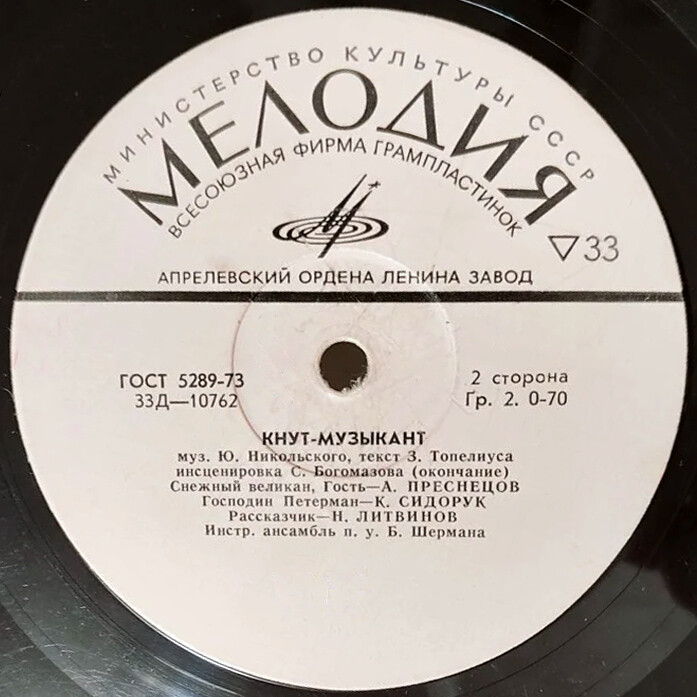 МИНИСТЕРСТВО КУЛЬТУРЫ СССР
МЕЛОДИЯ
ВСЕСОЮЗНАЯ ФИРМА ГРАМПЛАСТИНОК
▽33
АПРЕЛЕВСКИЙ ОРДЕНА ЛЕНИНА ЗАВОД
ГОСТ 5289-73
2 сторона
33Д—10762
Гр. 2. 0-70
КНУТ-МУЗЫКАНТ
муз. Ю. Никольского, текст З. Топелиуса
инсценировка С. Богомазова (окончание)
Снежный великан, Гость—А. ПРЕСНЕЦОВ
Господин Петерман—К. СИДОРУК
Рассказчик—Н. ЛИТВИНОВ
Инстр. ансамбль п. у. Б. Шермана